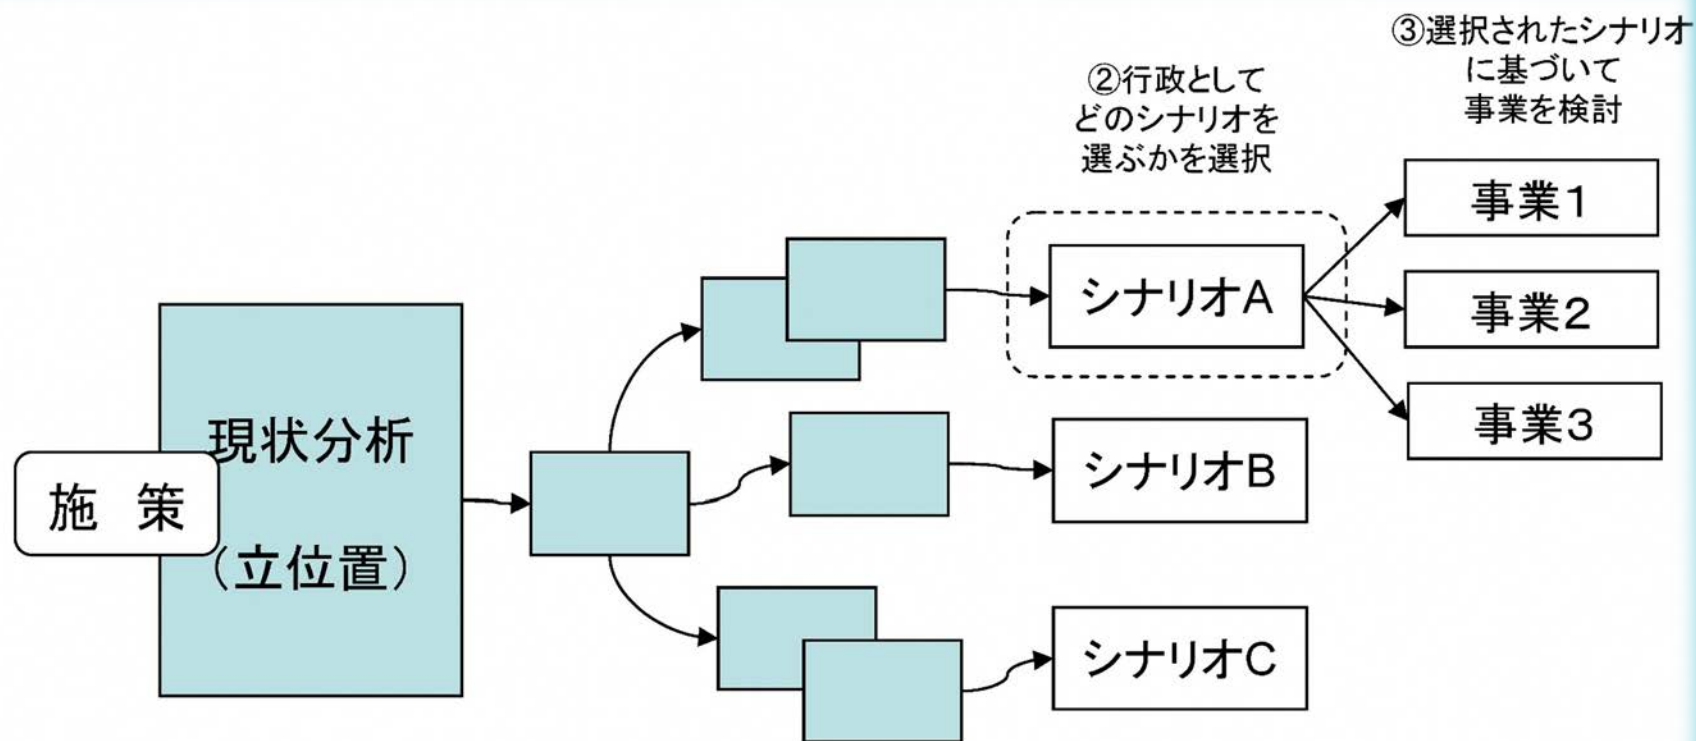 ③選択されたシナリオ
に基づいて
事業を検討
②行政として
どのシナリオを
選ぶかを選択
事業1
シナリオA
事業2
事業3
現状分析
シナリオB
施 策
(立位置)
シナリオC